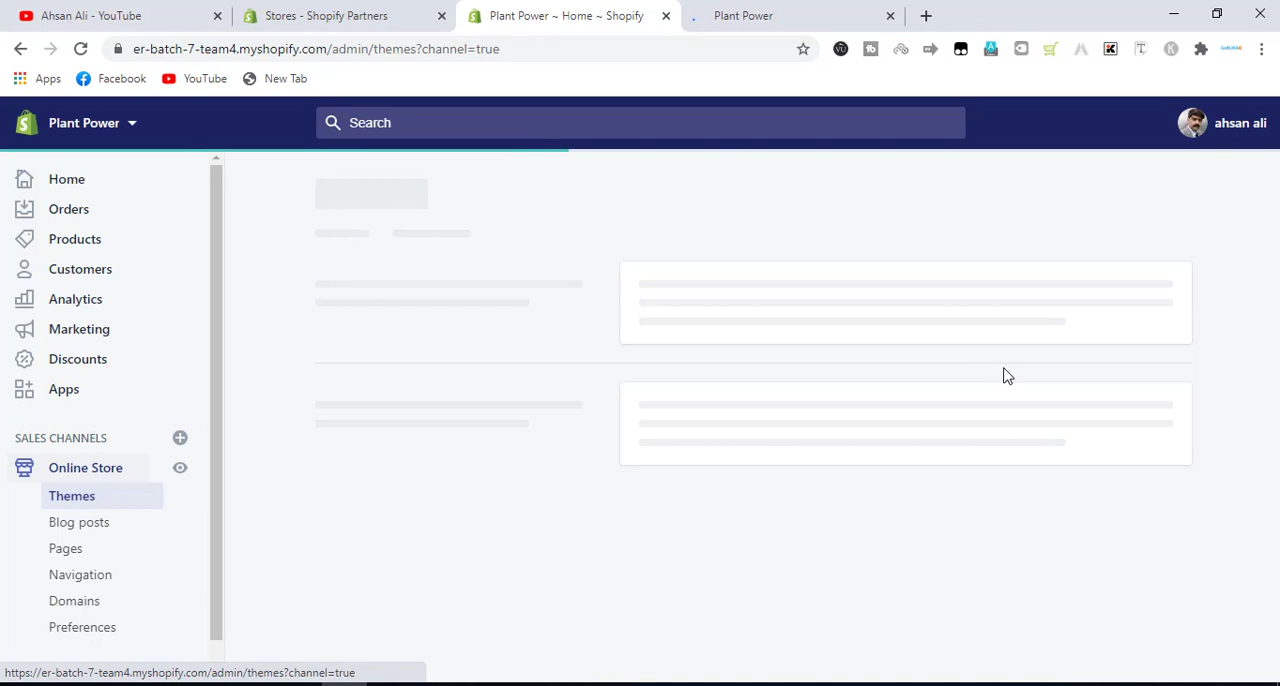 Ahsan Ali - YouTube
Stores - Shopify Partners
Plant Power ~ Home ~ Shopify
Plant Power
er-batch-7-team4.myshopify.com/admin/themes?channel=true
Apps
Facebook
YouTube
New Tab
Plant Power
Search
ahsan ali
Home
Orders
Products
Customers
Analytics
Marketing
Discounts
Apps
SALES CHANNELS
Online Store
Themes
Blog posts
Pages
Navigation
Domains
Preferences
https://er-batch-7-team4.myshopify.com/admin/themes?channel=true